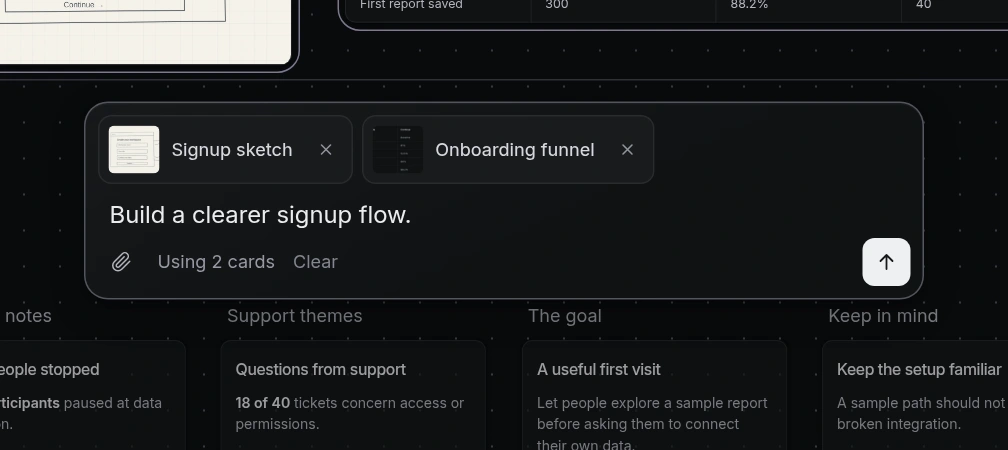 Continue
First report saved 300 88.2% 40
Signup sketch
Onboarding funnel
Build a clearer signup flow.
Using 2 cards Clear
notes
Support themes
The goal
Keep in mind
eople stopped
rticipants paused at data
n.
Questions from support
18 of 40 tickets concern access or
permissions.
A useful first visit
Let people explore a sample report
before asking them to connect
their own data.
Keep the setup familiar
A sample path should not
broken integration.